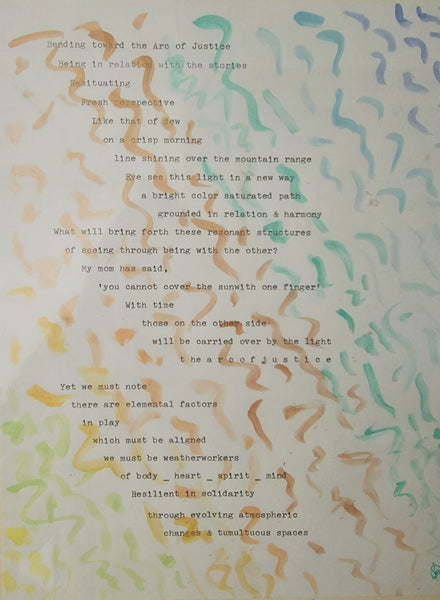 Bending toward the Arc of Justice
Being in relation with the stories
Resituating
Fresh Perspective
Like that of dew
on a crisp morning
line shining over the mountain range
Eye see this light in a new way
a bright color saturated path
grounded in relation & harmony
What will bring forth these resonant structures
of seeing through being with the other?
My mom has said,
'you cannot cover the sunwith one finger'
With time
those on the other side
will be carried over by the light
t h e a r c o f j u s t i c e
Yet we must note
there are elemental factors
in play
which must be aligned
we must be weatherworkers
of body _ heart _ spirit _ mind
Resilient in solidarity
through evolving atmospheric
changes & tumultuous spaces